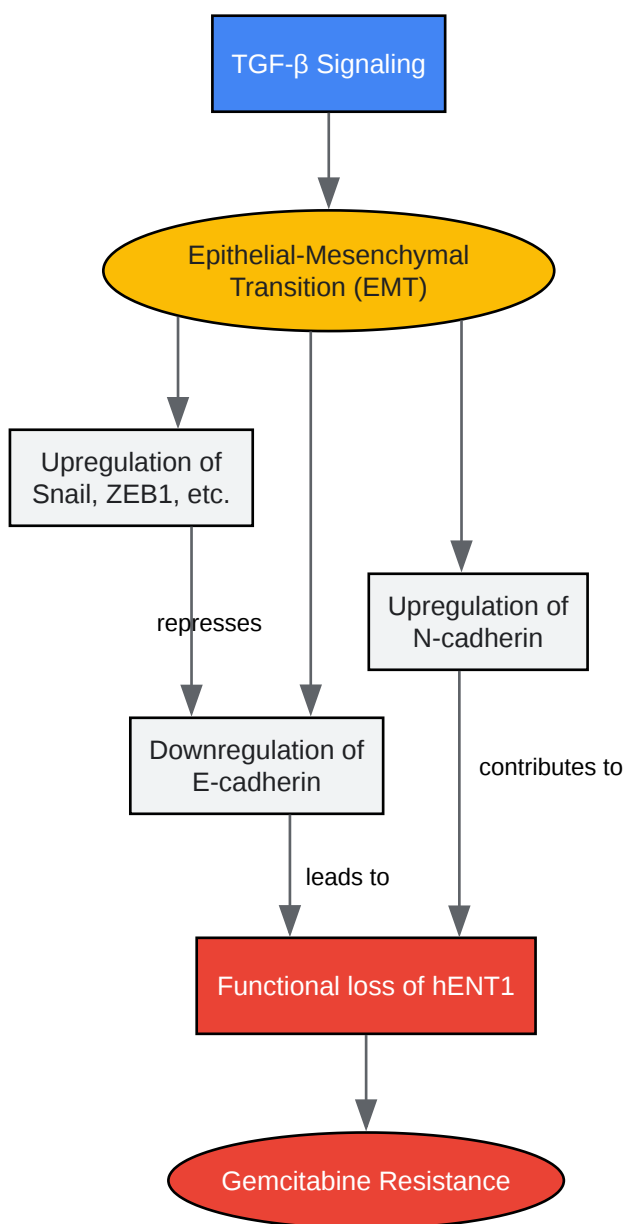 TGF-β Signaling
Epithelial-Mesenchymal
Transition (EMT)
Upregulation of
Snail, ZEB1, etc.
represses
Upregulation of
N-cadherin
Downregulation of
E-cadherin
contributes to
leads to
Functional loss of hENT1
Gemcitabine Resistance